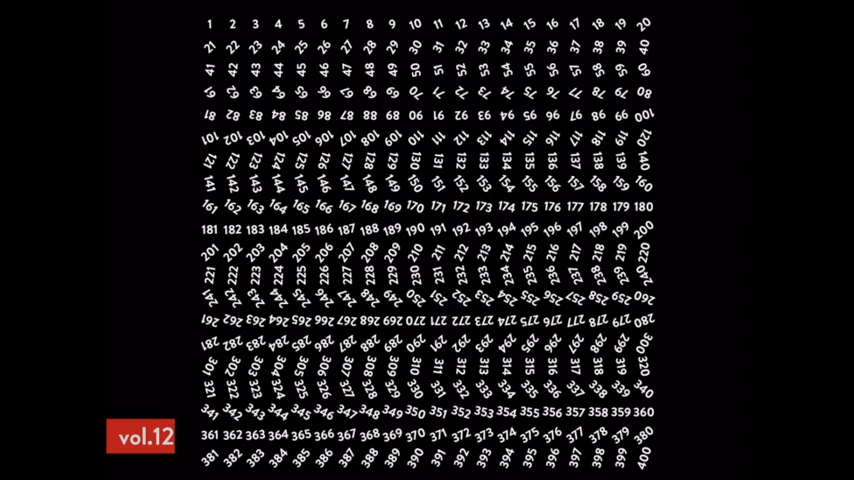 1 2 3 4 5 6 7 8 9 10 11 12 13 14 15 16 17 18 19 20
21 22 23 24 25 26 27 28 29 30 31 32 33 34 35 36 37 38 39 40
41 42 43 44 45 46 47 48 49 50 51 52 53 54 55 56 57 58 59 60
61 62 63 64 65 66 67 68 69 70 71 72 73 74 75 76 77 78 79 80
81 82 83 84 85 86 87 88 89 90 91 92 93 94 95 96 97 98 99 100
101 102 103 104 105 106 107 108 109 110 111 112 113 114 115 116 117 118 119 120
121 122 123 124 125 126 127 128 129 130 131 132 133 134 135 136 137 138 139 140
141 142 143 144 145 146 147 148 149 150 151 152 153 154 155 156 157 158 159 160
161 162 163 164 165 166 167 168 169 170 171 172 173 174 175 176 177 178 179 180
181 182 183 184 185 186 187 188 189 190 191 192 193 194 195 196 197 198 199 200
201 202 203 204 205 206 207 208 209 210 211 212 213 214 215 216 217 218 219 220
221 222 223 224 225 226 227 228 229 230 231 232 233 234 235 236 237 238 239 240
241 242 243 244 245 246 247 248 249 250 251 252 253 254 255 256 257 258 259 260
261 262 263 264 265 266 267 268 269 270 271 272 273 274 275 276 277 278 279 280
281 282 283 284 285 286 287 288 289 290 291 292 293 294 295 296 297 298 299 300
301 302 303 304 305 306 307 308 309 310 311 312 313 314 315 316 317 318 319 320
321 322 323 324 325 326 327 328 329 330 331 332 333 334 335 336 337 338 339 340
341 342 343 344 345 346 347 348 349 350 351 352 353 354 355 356 357 358 359 360
361 362 363 364 365 366 367 368 369 370 371 372 373 374 375 376 377 378 379 380
381 382 383 384 385 386 387 388 389 390 391 392 393 394 395 396 397 398 399 400
vol.12